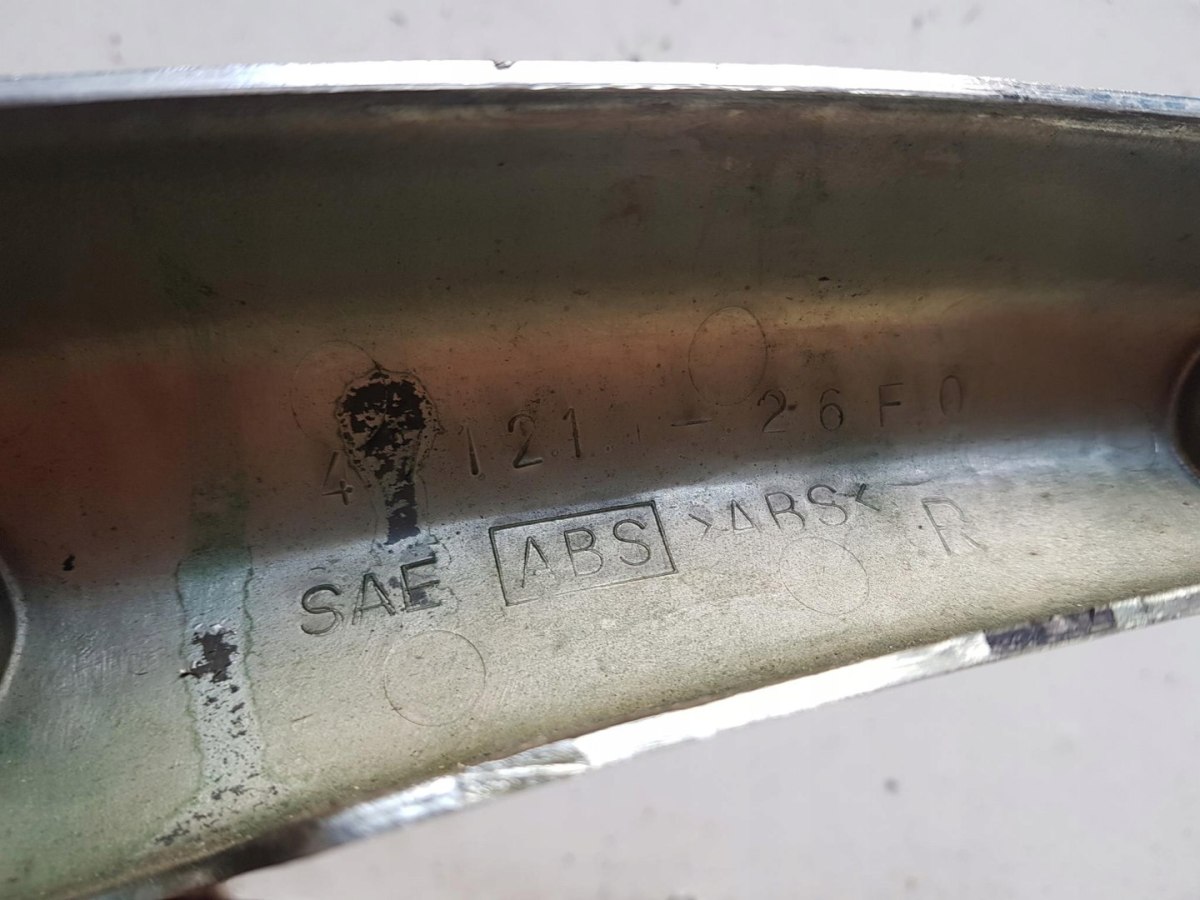 121 - 26F0
SAE ABS >ABS< R